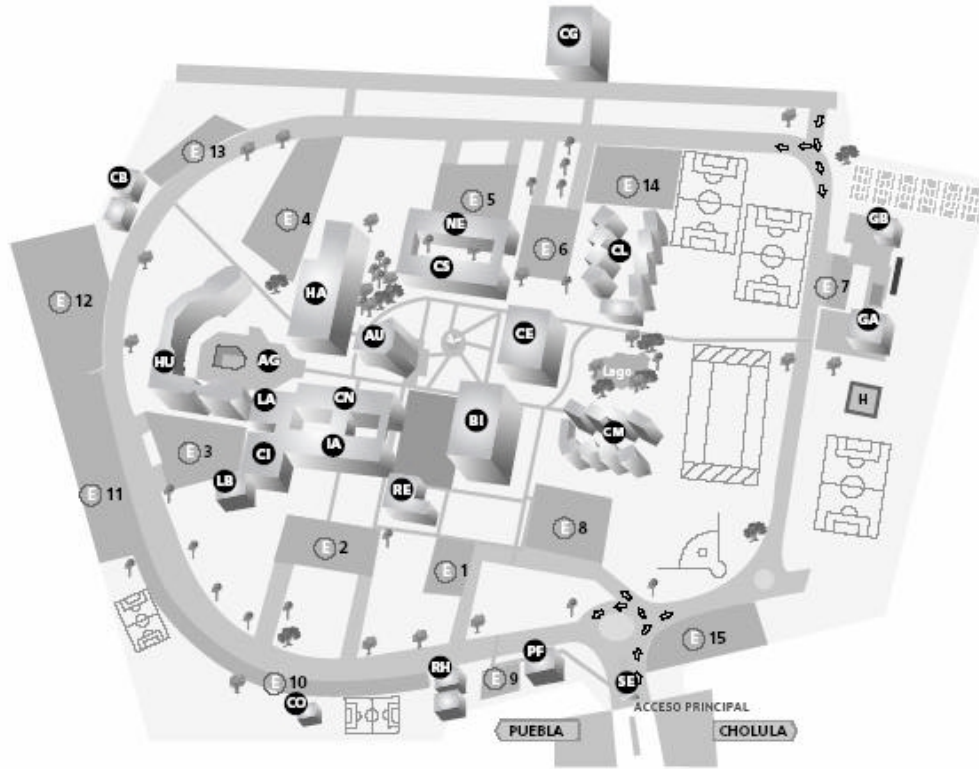 CG
E 13
CB
E 4
E 5
E 14
NE
GB
E 6
CL
CS
E 7
HA
E 12
GA
AU
CE
HU
AG
Lago
LA
CN
H
BI
CM
IA
E 3
CI
LB
RE
E 11
E 8
E 2
E 1
E 15
PF
RH
E 9
SE
E 10
CO
ACCESO PRINCIPAL
PUEBLA
CHOLULA